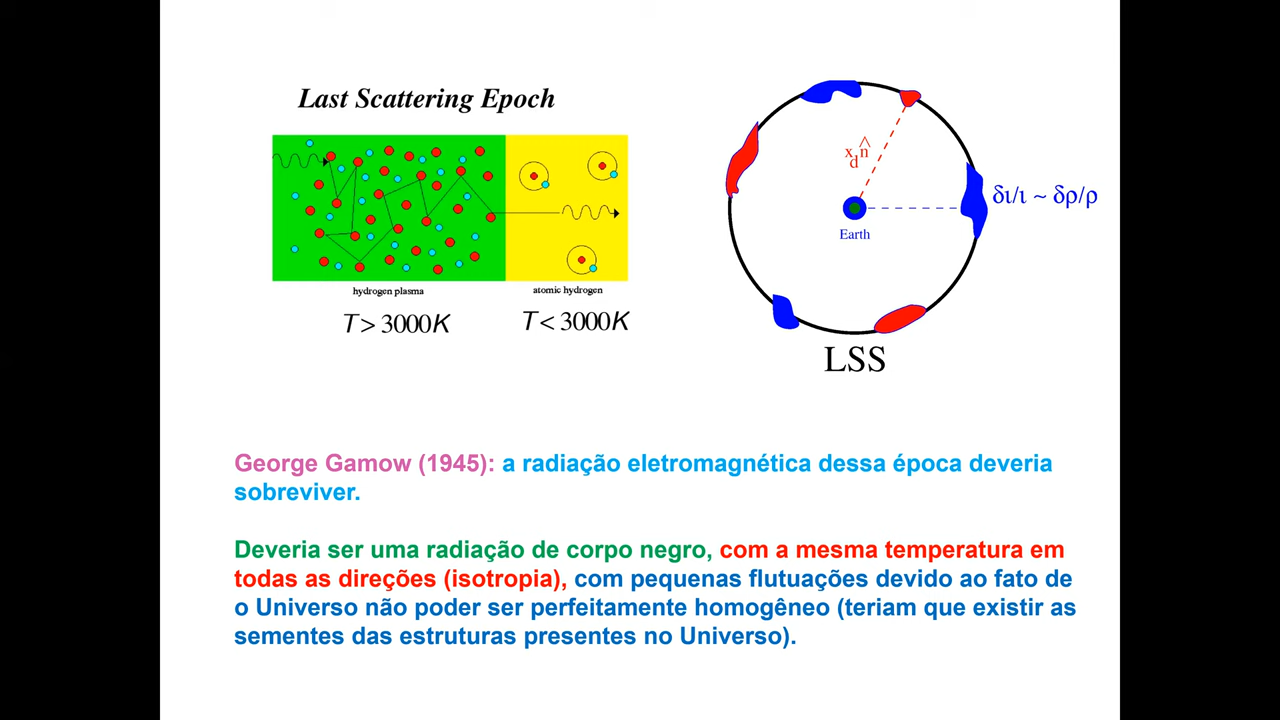 Last Scattering Epoch
hydrogen plasma
atomic hydrogen
T > 3000K
T < 3000K
x_d n̂
Earth
δι/ι ~ δρ/ρ
LSS
George Gamow (1945): a radiação eletromagnética dessa época deveria
sobreviver.
Deveria ser uma radiação de corpo negro, com a mesma temperatura em
todas as direções (isotropia), com pequenas flutuações devido ao fato de
o Universo não poder ser perfeitamente homogêneo (teriam que existir as
sementes das estruturas presentes no Universo).